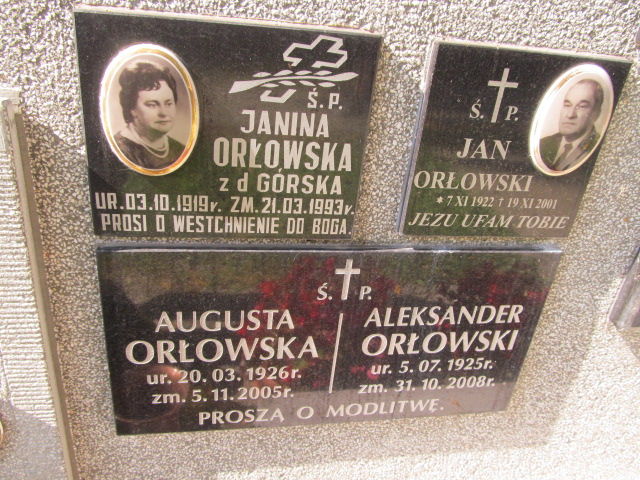 Ś.P.
JANINA
ORŁOWSKA
z d GÓRSKA
UR.03.10.1919r. ZM.21.03.1993r.
PROSI O WESTCHNIENIE DO BOGA.
Ś. P.
JAN
ORŁOWSKI
* 7 XI 1922 † 19 XI 2001
JEZU UFAM TOBIE
Ś. P.
AUGUSTA
ORŁOWSKA
ur. 20. 03. 1926r.
zm. 5. 11. 2005r.
ALEKSANDER
ORŁOWSKI
ur. 5. 07. 1925r.
zm. 31. 10. 2008r.
PROSZĄ O MODLITWĘ.